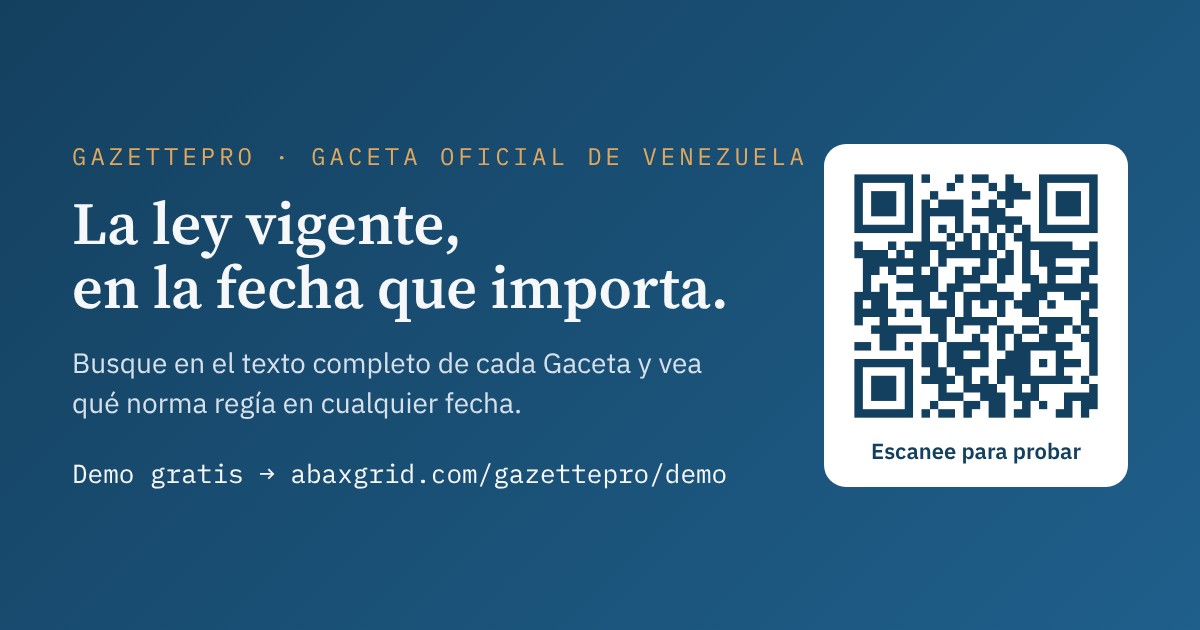 GAZETTEPRO · GACETA OFICIAL DE VENEZUELA
La ley vigente,
en la fecha que importa.
Busque en el texto completo de cada Gaceta y vea
qué norma regía en cualquier fecha.
Demo gratis → abaxgrid.com/gazettepro/demo
Escanee para probar